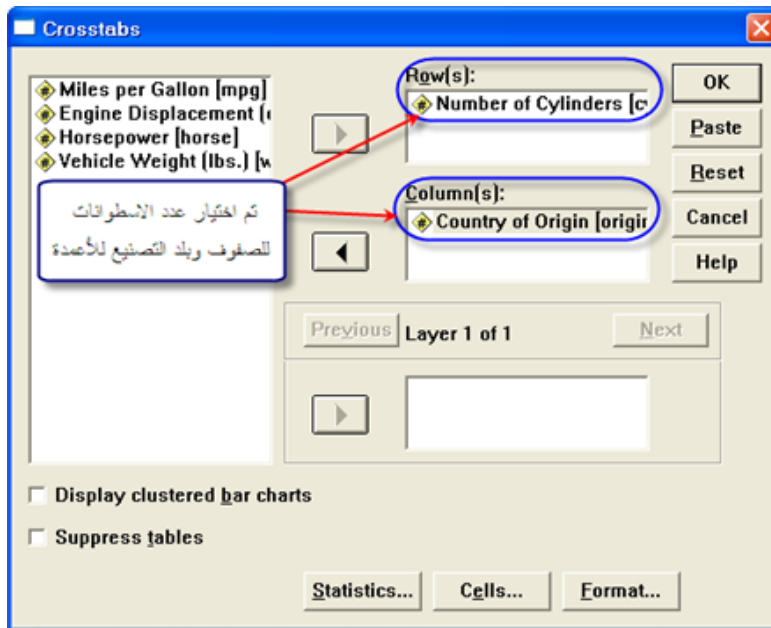 Crosstabs
Miles per Gallon [mpg]
Engine Displacement (
Horsepower [horse]
Vehicle Weight (lbs.) [w
تم اختيار عدد الاسطوانات
للصفوف وبلد التصنيع للأعمدة
Row(s):
Number of Cylinders [c
Column(s):
Country of Origin [origin
OK
Paste
Reset
Cancel
Help
Previous
Layer 1 of 1
Next
Display clustered bar charts
Suppress tables
Statistics...
Cells...
Format...